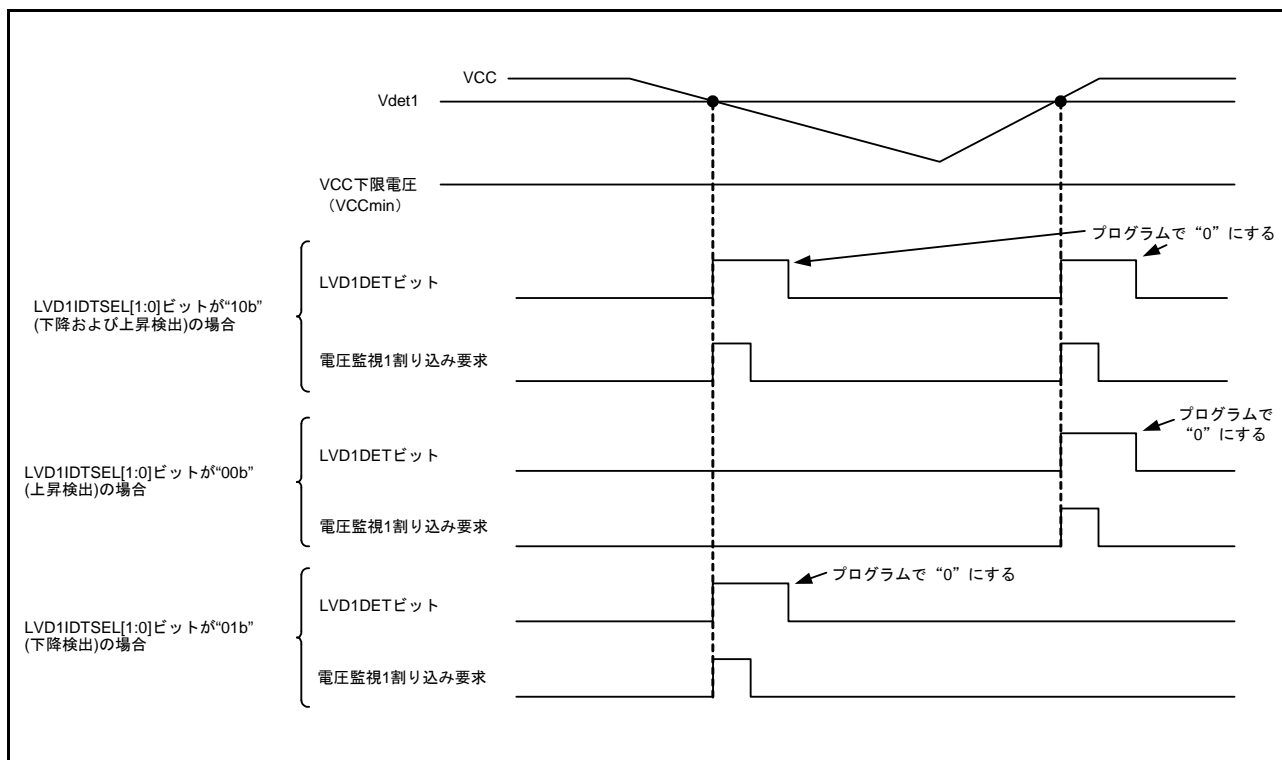 VCC
Vdet1
VCC下限電圧
（VCCmin）
プログラムで“0”にする
LVD1DETビット
LVD1IDTSEL[1:0]ビットが“10b”
(下降および上昇検出)の場合
電圧監視1割り込み要求
プログラムで
“0”にする
LVD1DETビット
LVD1IDTSEL[1:0]ビットが“00b”
(上昇検出)の場合
電圧監視1割り込み要求
プログラムで“0”にする
LVD1DETビット
LVD1IDTSEL[1:0]ビットが“01b”
(下降検出)の場合
電圧監視1割り込み要求